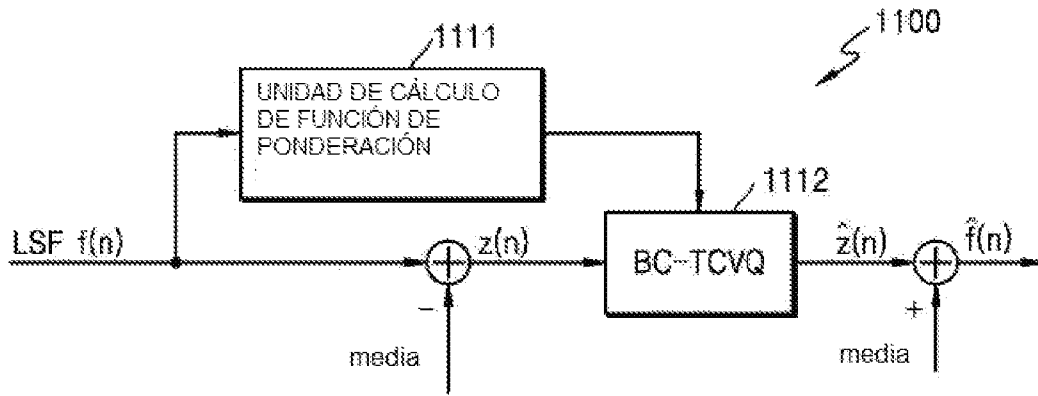 1111
1100
UNIDAD DE CÁLCULO
DE FUNCIÓN DE
PONDERACIÓN
1112
LSF f(n)
z(n)
BC-TCVQ
ẑ(n)
f̂(n)
-
+
media
media